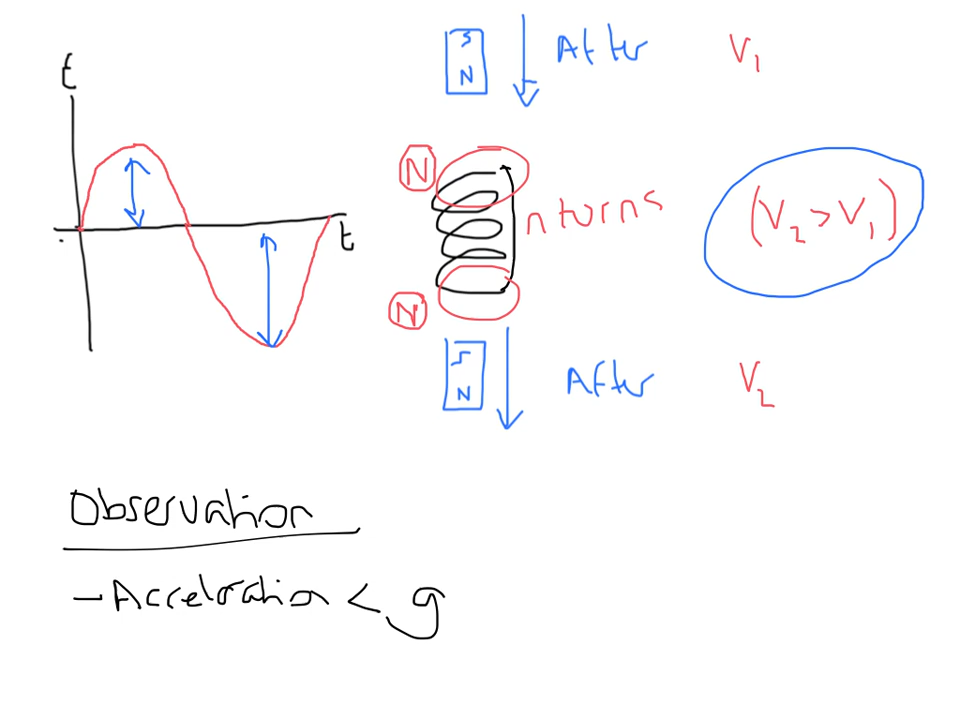 ε
S
N
After
V₁
N
n turns
(V₂ > V₁)
t
N
S
N
After
V₂
Observation
- Acceleration < g